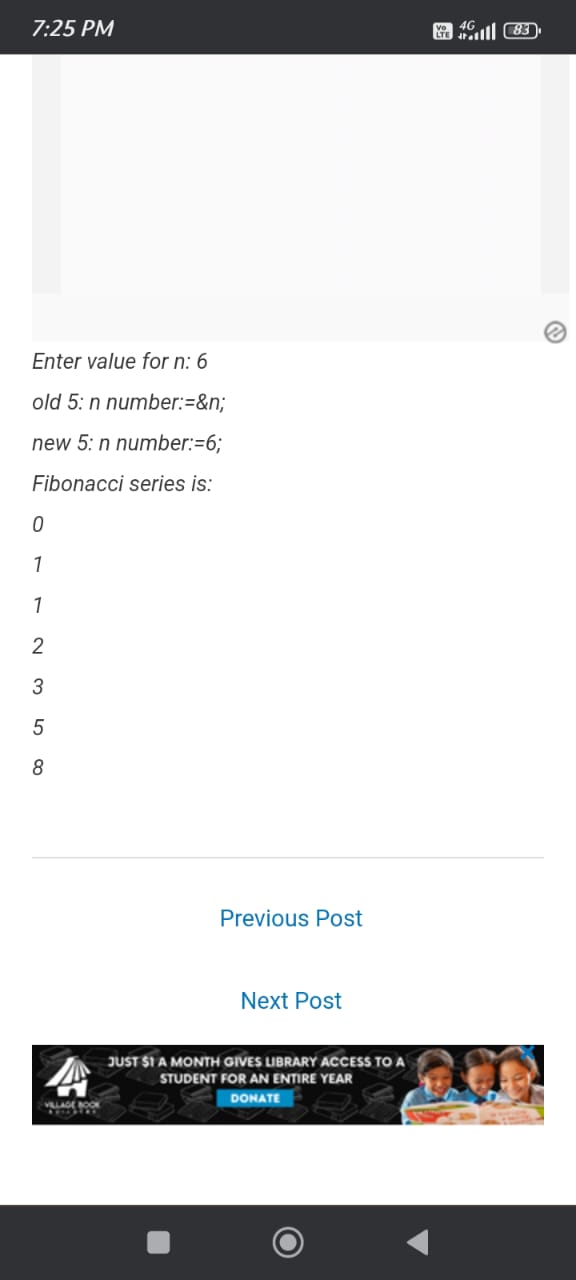 7:25 PM
Vo
LTE
4G
83
Enter value for n: 6
old 5: n number:=&n;
new 5: n number:=6;
Fibonacci series is:
0
1
1
2
3
5
8
Previous Post
Next Post
JUST $1 A MONTH GIVES LIBRARY ACCESS TO A
STUDENT FOR AN ENTIRE YEAR
DONATE
VILLAGE BOOK
BUILDERS